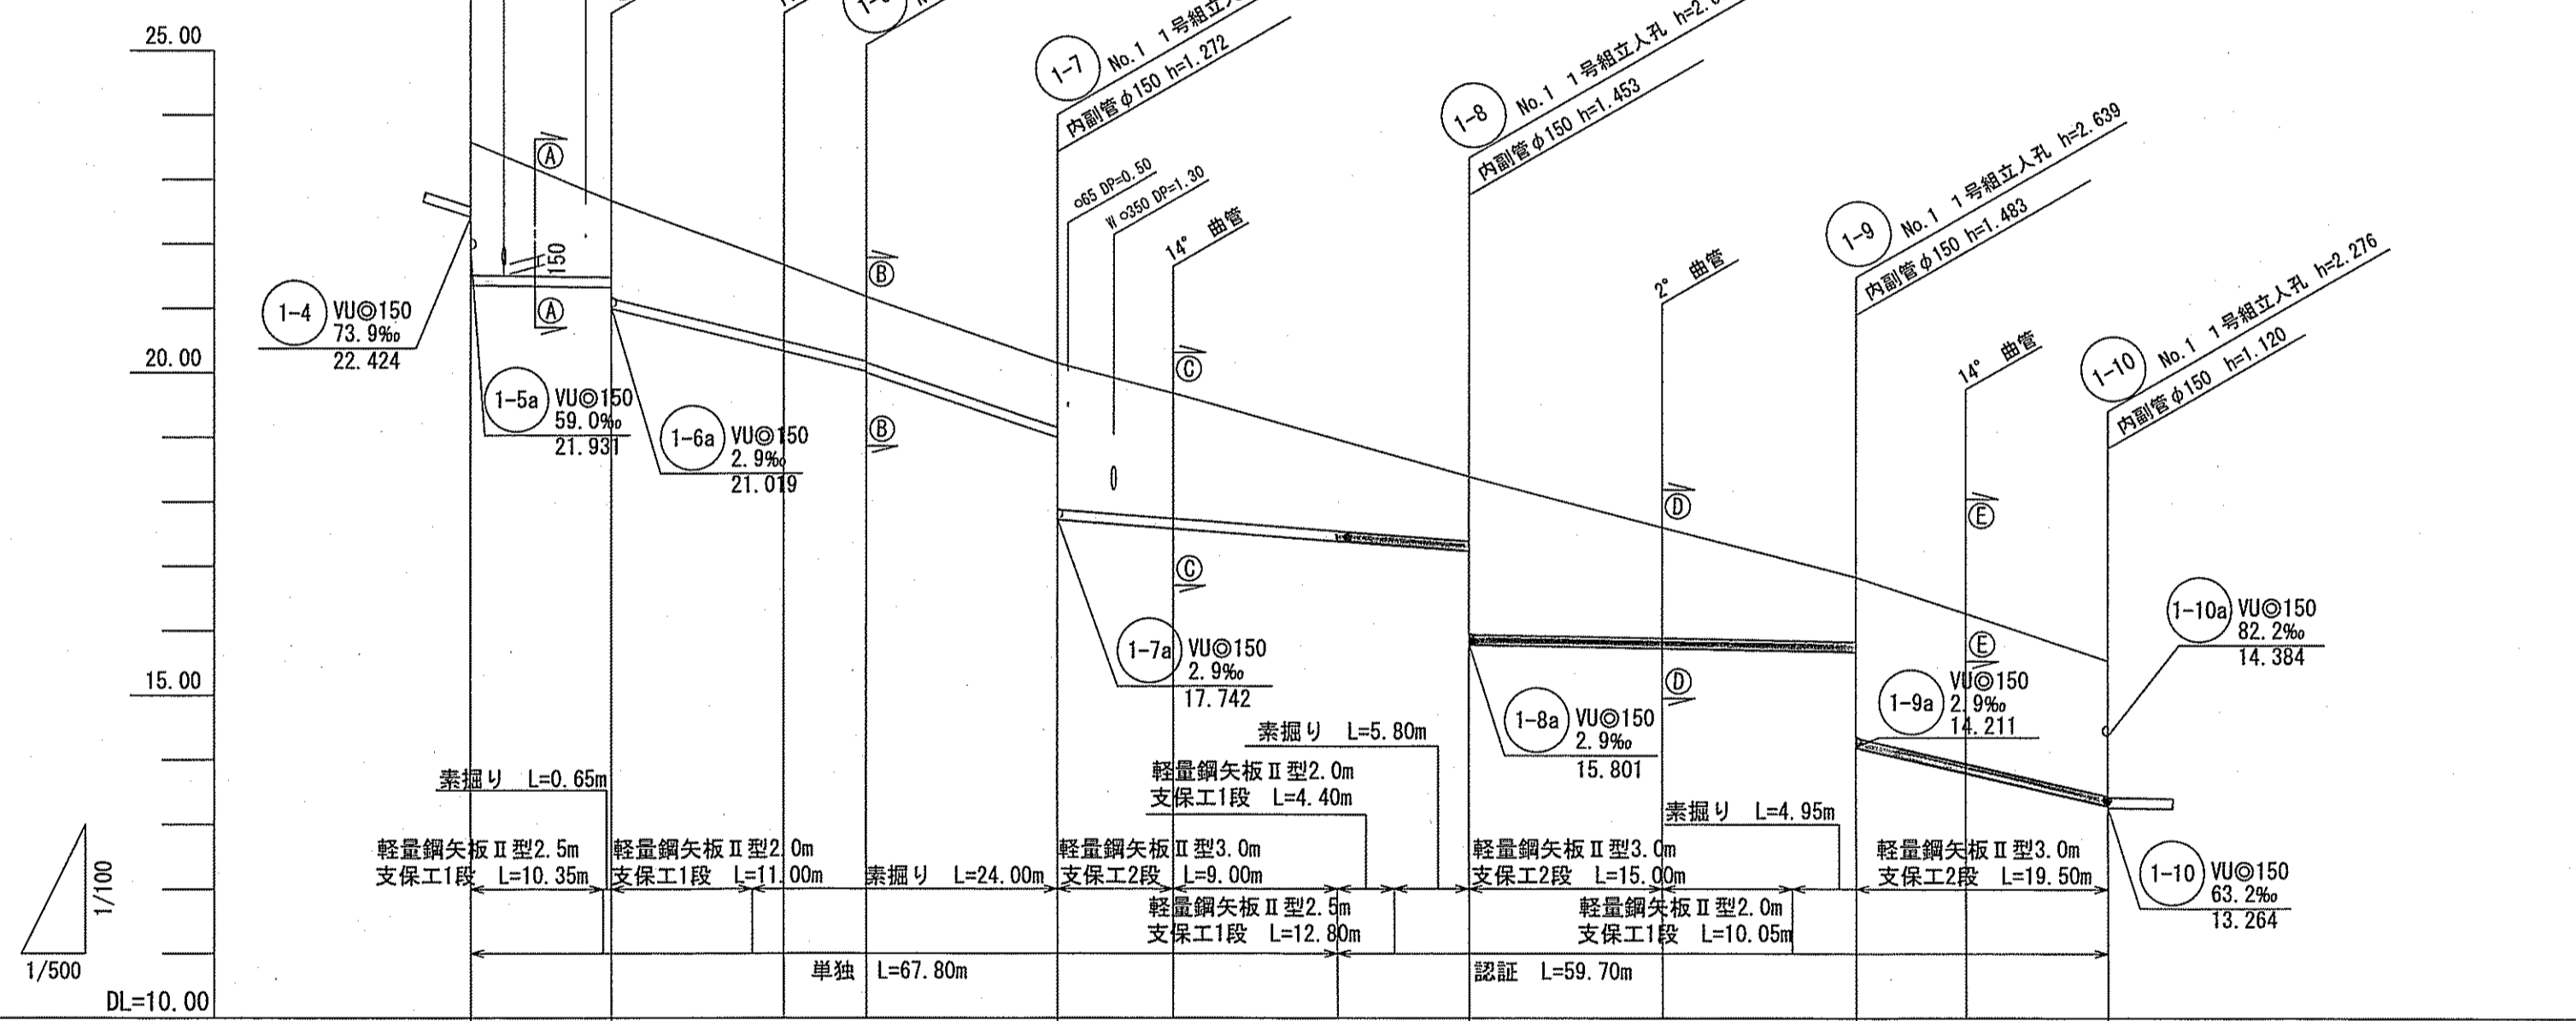 25.00
20.00
15.00
DL=10.00
1/100
1/500
1-7
No.1 1号組立人
内副管φ150 h=1.272
1-8
No.1 1号組立人孔
内副管φ150 h=1.453
1-9
No.1 1号組立人孔 h=2.639
内副管φ150 h=1.483
1-10
No.1 1号組立人孔 h=2.276
内副管φ150 h=1.120
○65 DP=0.50
W ○350 DP=1.30
14° 曲管
2° 曲管
14° 曲管
150
A
A
B
B
C
C
D
D
E
E
1-4 VU◎150
73.9‰
22.424
1-5a VU◎150
59.0‰
21.931
1-6a VU◎150
2.9‰
21.019
1-7a VU◎150
2.9‰
17.742
1-8a VU◎150
2.9‰
15.801
1-9a VU◎150
2.9‰
14.211
1-10a VU◎150
82.2‰
14.384
1-10 VU◎150
63.2‰
13.264
素掘り L=0.65m
軽量鋼矢板Ⅱ型2.5m
支保工1段 L=10.35m
軽量鋼矢板Ⅱ型2.0m
支保工1段 L=11.00m
素掘り L=24.00m
軽量鋼矢板Ⅱ型3.0m
支保工2段 L=9.00m
軽量鋼矢板Ⅱ型2.5m
支保工1段 L=12.80m
軽量鋼矢板Ⅱ型2.0m
支保工1段 L=4.40m
素掘り L=5.80m
軽量鋼矢板Ⅱ型3.0m
支保工2段 L=15.00m
軽量鋼矢板Ⅱ型2.0m
支保工1段 L=10.05m
素掘り L=4.95m
軽量鋼矢板Ⅱ型3.0m
支保工2段 L=19.50m
単独 L=67.80m
認証 L=59.70m